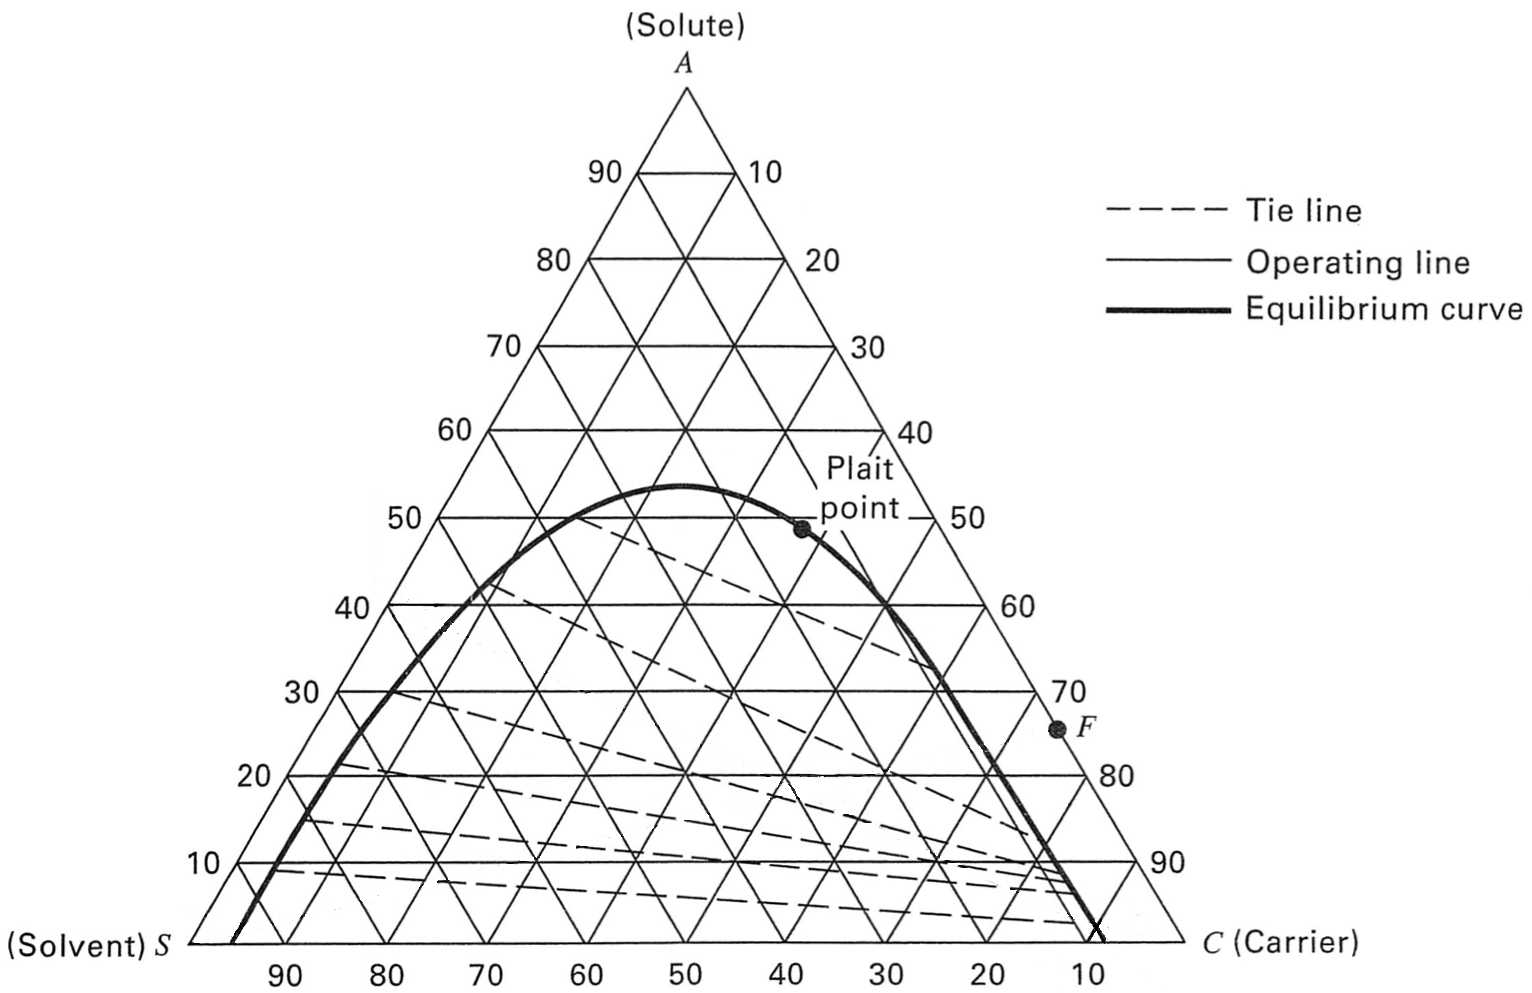 (Solute)
A
90 10
80 20
70 30
60 40
Plait
point
50 50
40 60
30 70
F
20 80
10 90
(Solvent) S C (Carrier)
90 80 70 60 50 40 30 20 10
Tie line
Operating line
Equilibrium curve